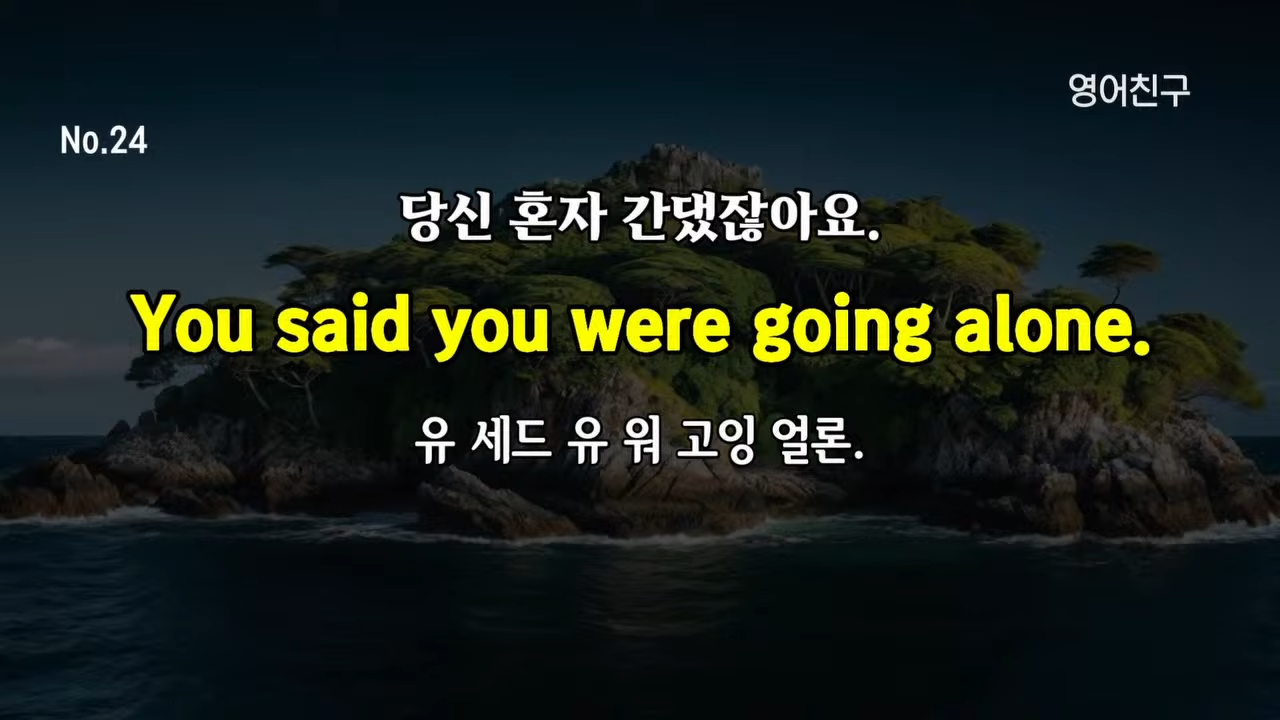 영어친구
No.24
당신 혼자 간댔잖아요.
You said you were going alone.
유 세드 유 워 고잉 얼론.